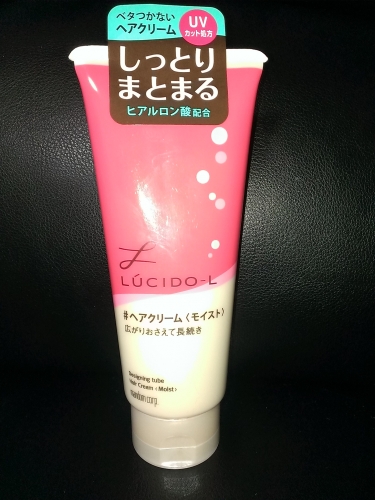 ベタつかない
ヘアクリーム
UV
カット処方
しっとり
まとまる
ヒアルロン酸配合
LÚCIDO-L
#ヘアクリーム〈モイスト〉
広がりおさえて長続き
Designing tube
Hair Cream <Moist>
mandom corp.